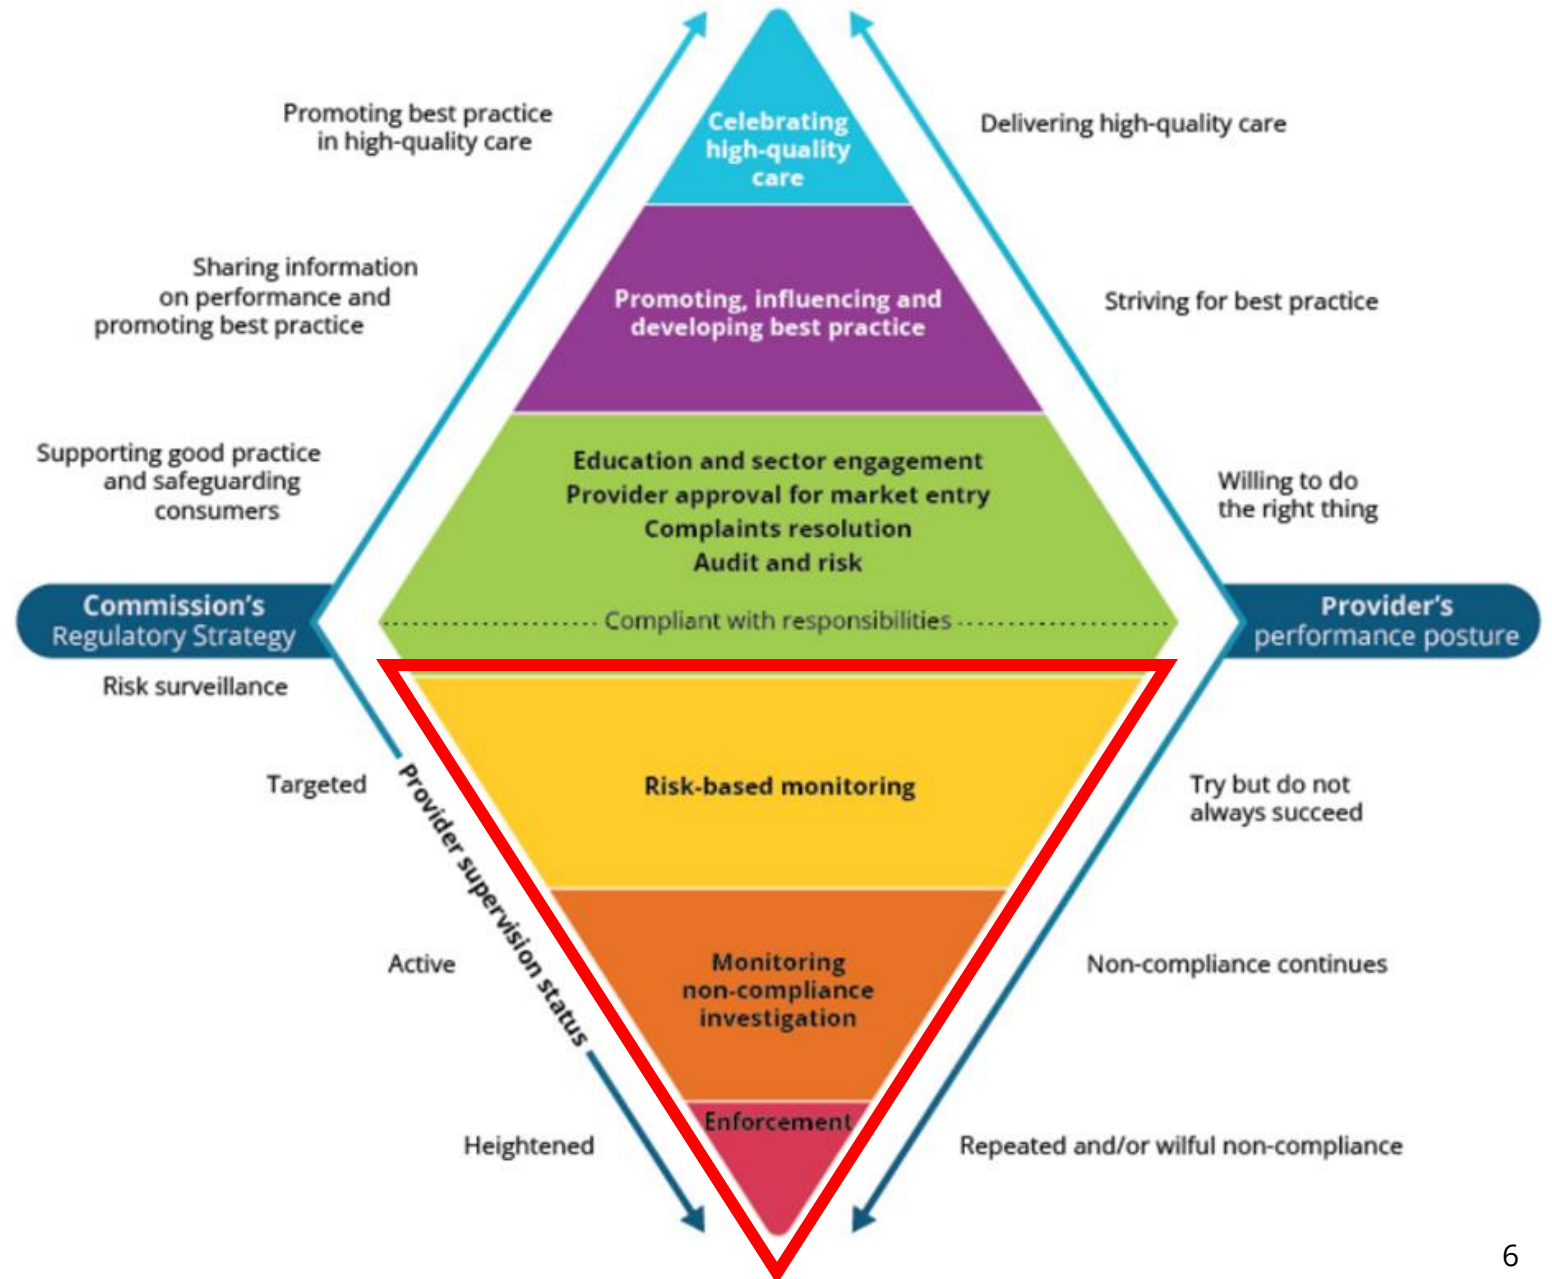 Promoting best practice
in high-quality care
Celebrating
high-quality
care
Delivering high-quality care
Sharing information
on performance and
promoting best practice
Promoting, influencing and
developing best practice
Striving for best practice
Supporting good practice
and safeguarding
consumers
Education and sector engagement
Provider approval for market entry
Complaints resolution
Audit and risk
Willing to do
the right thing
Commission's
Regulatory Strategy
Compliant with responsibilities
Provider's
performance posture
Risk surveillance
Targeted
Provider supervision status
Risk-based monitoring
Try but do not
always succeed
Active
Monitoring
non-compliance
investigation
Non-compliance continues
Heightened
Enforcement
Repeated and/or wilful non-compliance
6